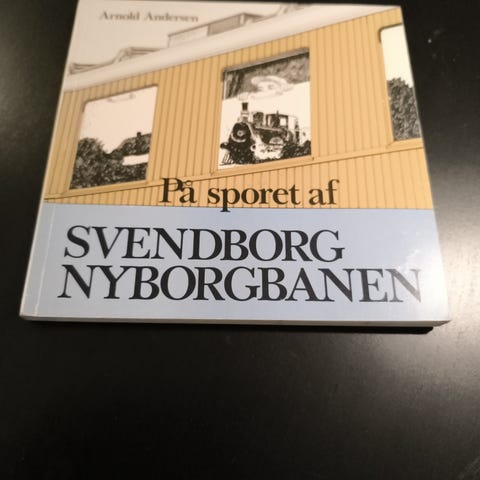 Arnold Andersen
På sporet af
SVENDBORG
NYBORGBANEN